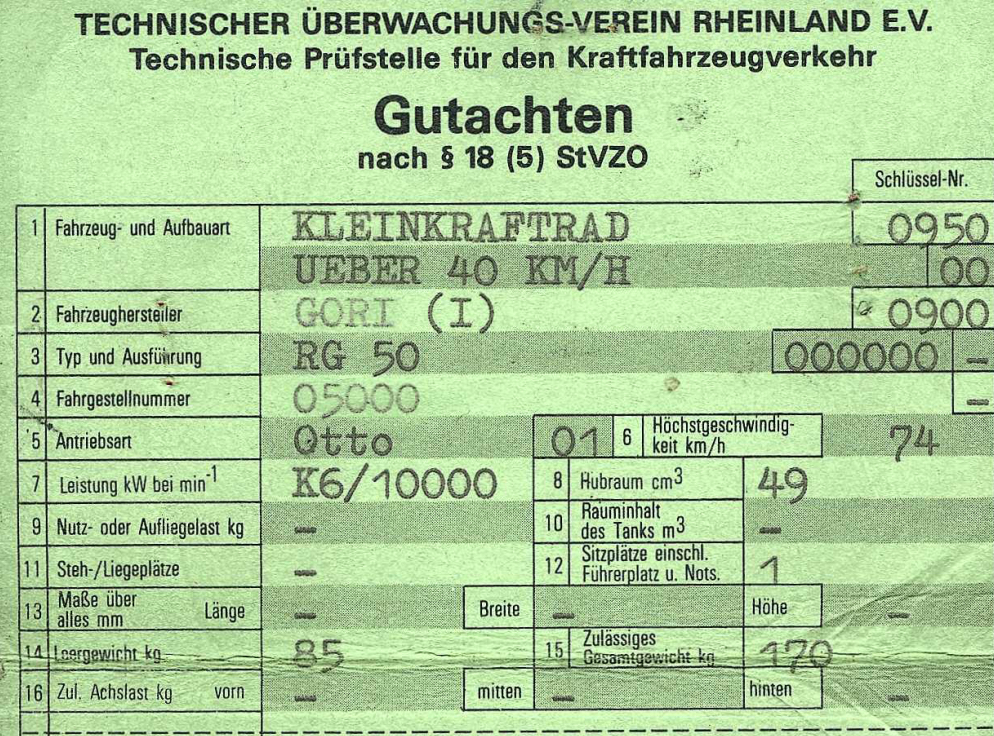 TECHNISCHER ÜBERWACHUNGS-VEREIN RHEINLAND E.V.
Technische Prüfstelle für den Kraftfahrzeugverkehr
Gutachten
nach § 18 (5) StVZO
Schlüssel-Nr.
1 Fahrzeug- und Aufbauart KLEINKRAFTRAD 0950
UEBER 40 KM/H 00
2 Fahrzeughersteller GORI (I) 0900
3 Typ und Ausführung RG 50 000000 –
4 Fahrgestellnummer 05000 –
5 Antriebsart Otto 01 6 Höchstgeschwindig-
keit km/h 74
7 Leistung kW bei min-1 K6/10000 8 Hubraum cm3 49
9 Nutz- oder Aufliegelast kg – 10 Rauminhalt
des Tanks m3 –
11 Steh-/Liegeplätze – 12 Sitzplätze einschl.
Führerplatz u. Nots. 1
13 Maße über
alles mm Länge – Breite – Höhe –
14 Leergewicht kg 85 15 Zulässiges
Gesamtgewicht kg 170
16 Zul. Achslast kg vorn – mitten – hinten –